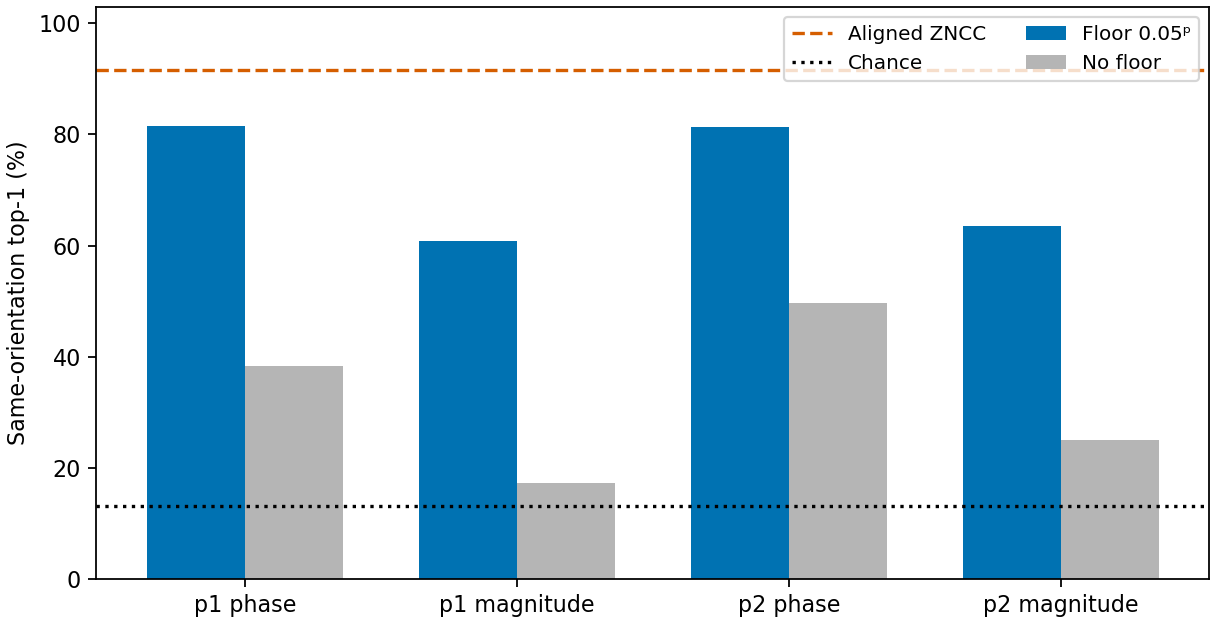 100
80
60
40
20
0
Same-orientation top-1 (%)
Aligned ZNCC
Chance
Floor 0.05ᵖ
No floor
p1 phase
p1 magnitude
p2 phase
p2 magnitude